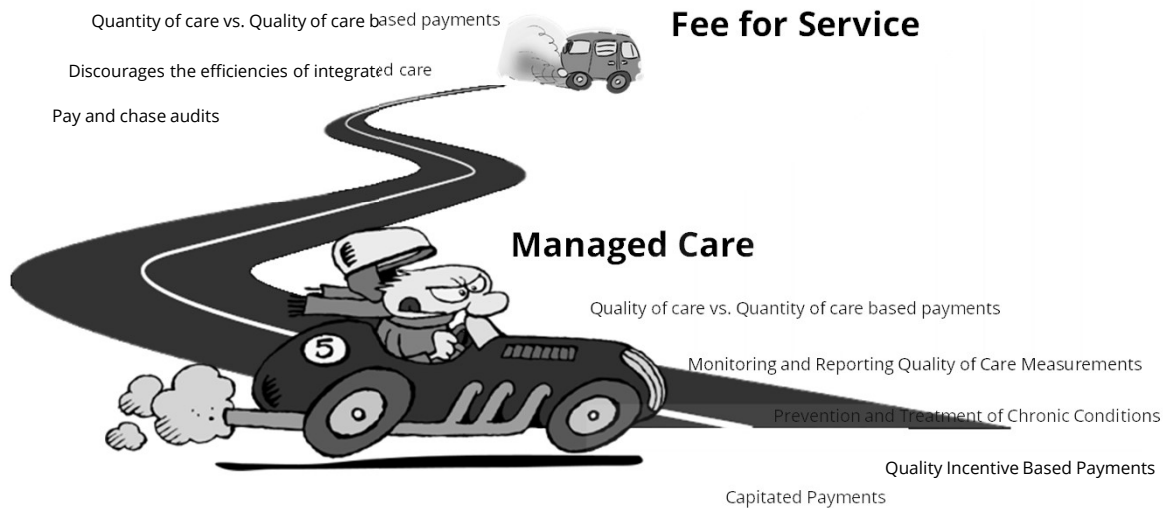 Quantity of care vs. Quality of care based payments
Fee for Service
Discourages the efficiencies of integrated care
Pay and chase audits
Managed Care
Quality of care vs. Quantity of care based payments
5
Monitoring and Reporting Quality of Care Measurements
Prevention and Treatment of Chronic Conditions
Quality Incentive Based Payments
Capitated Payments